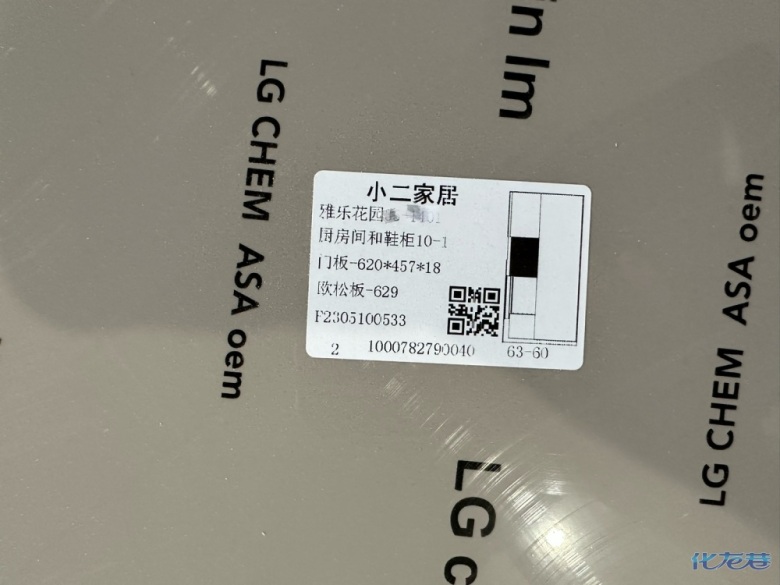 in Im
LG CHEM ASA oem
小二家居
雅乐花园
厨房间和鞋柜10-1
门板-620*457*18
欧松板-629
F2305100533
2 1000782790040 63-60
LG CHEM ASA oem
LG C
化龙巷